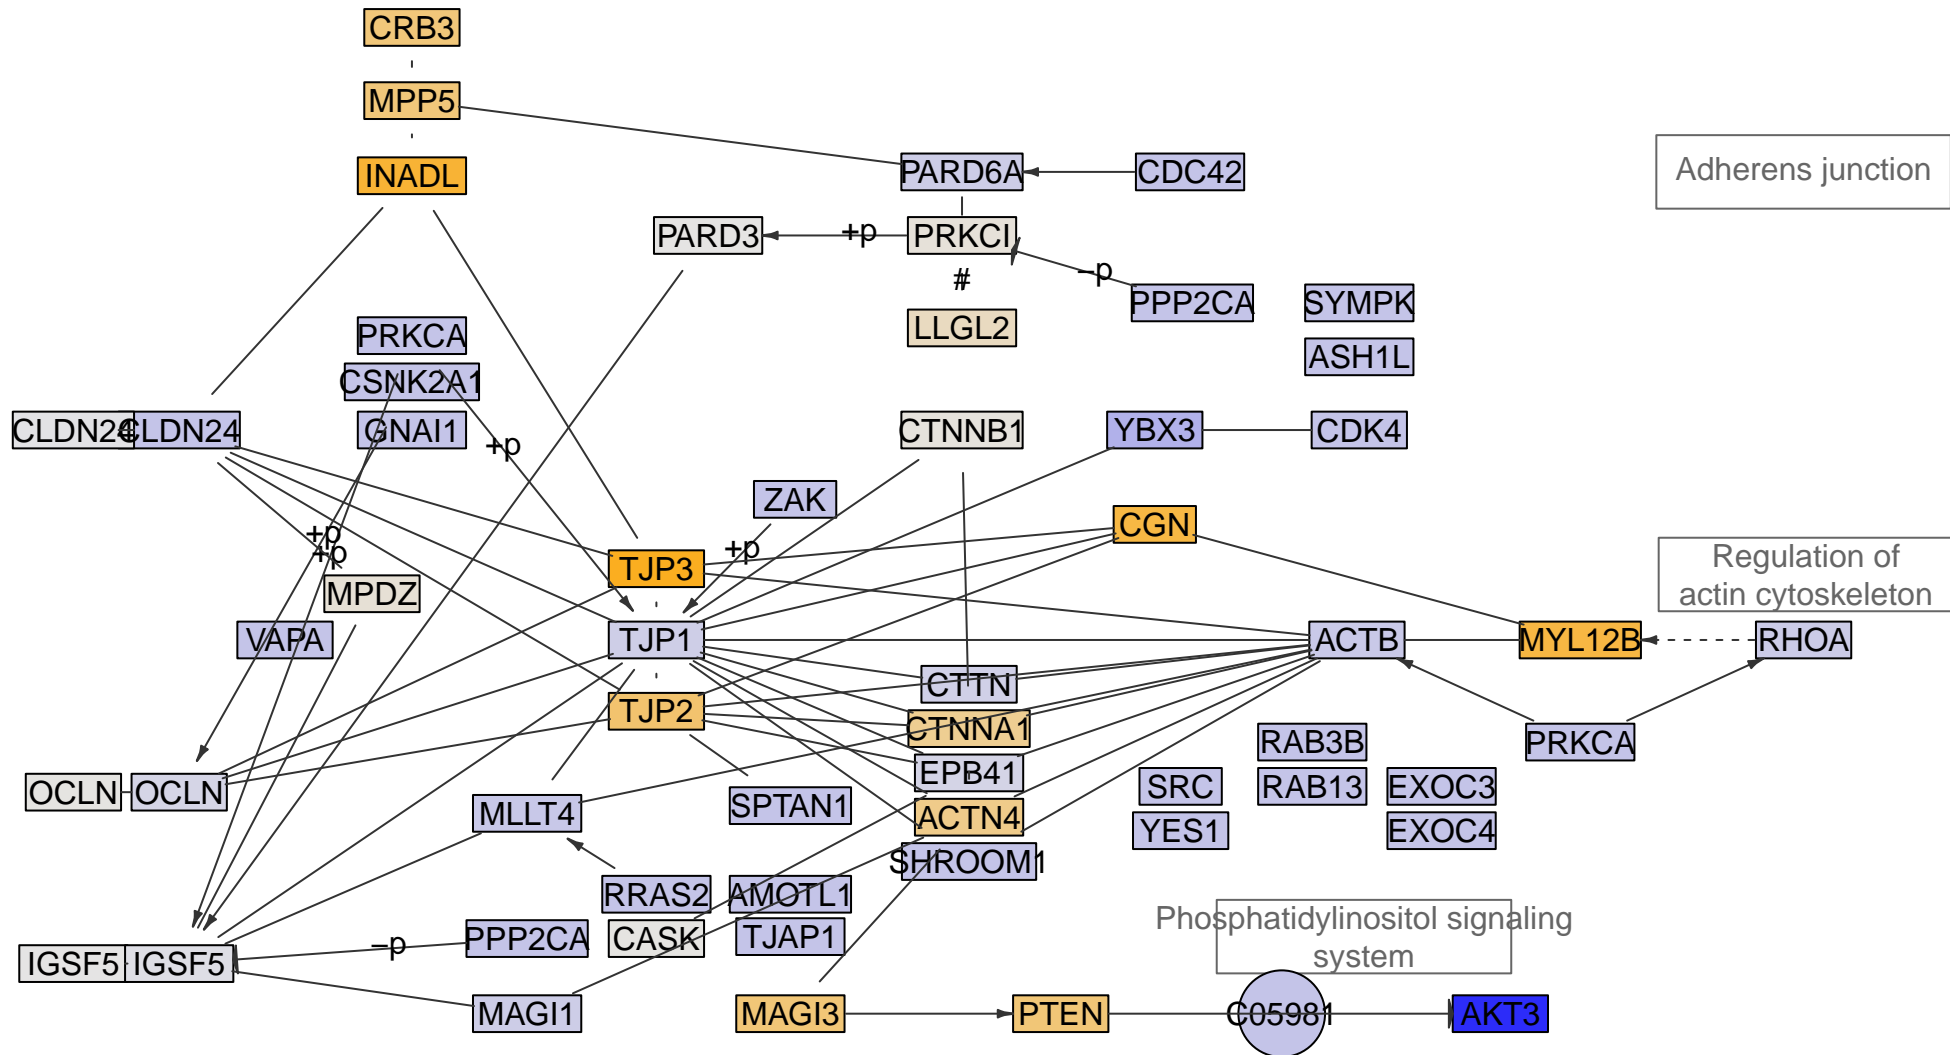 CRB3
MPP5
INADL
PARD6A
CDC42
Adherens junction
PARD3
+p
PRKCI
#
−p
PPP2CA
SYMPK
LLGL2
PRKCA
ASH1L
CSNK2A1
CLDN24
CLDN24
GNAI1
+p
CTNNB1
YBX3
CDK4
ZAK
CGN
+p
+p
+p
TJP3
Regulation of
actin cytoskeleton
MPDZ
VAPA
TJP1
ACTB
MYL12B
RHOA
CTTN
TJP2
CTNNA1
RAB3B
PRKCA
EPB41
OCLN
OCLN
SRC
RAB13
EXOC3
MLLT4
SPTAN1
ACTN4
YES1
EXOC4
SHROOM1
RRAS2
AMOTL1
Phosphatidylinositol signaling
system
−p
PPP2CA
CASK
TJAP1
IGSF5
IGSF5
MAGI1
MAGI3
PTEN
C05981
AKT3